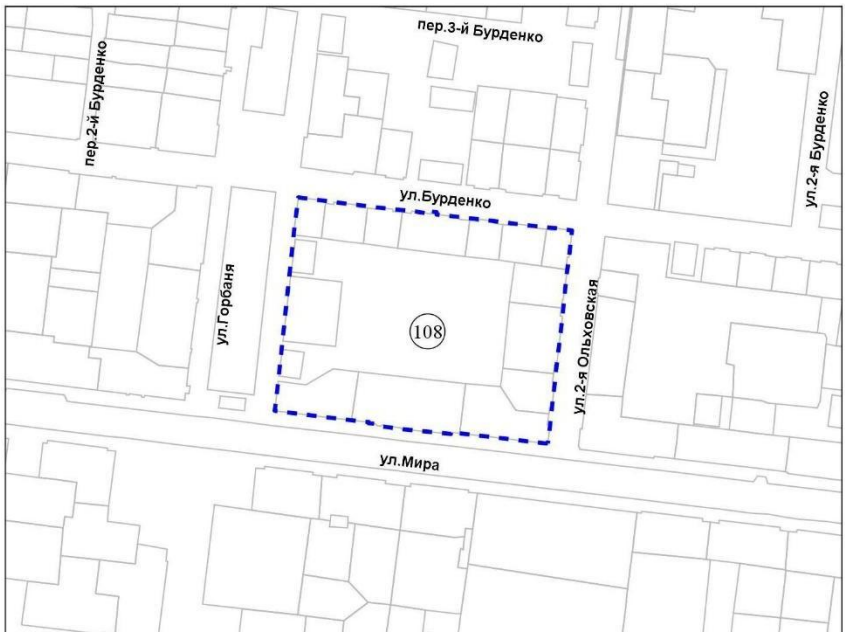 пер.3-й Бурденко
пер.2-й Бурденко
ул.2-я Бурденко
ул.Бурденко
ул.Горбаня
108
ул.2-я Ольховская
ул.Мира